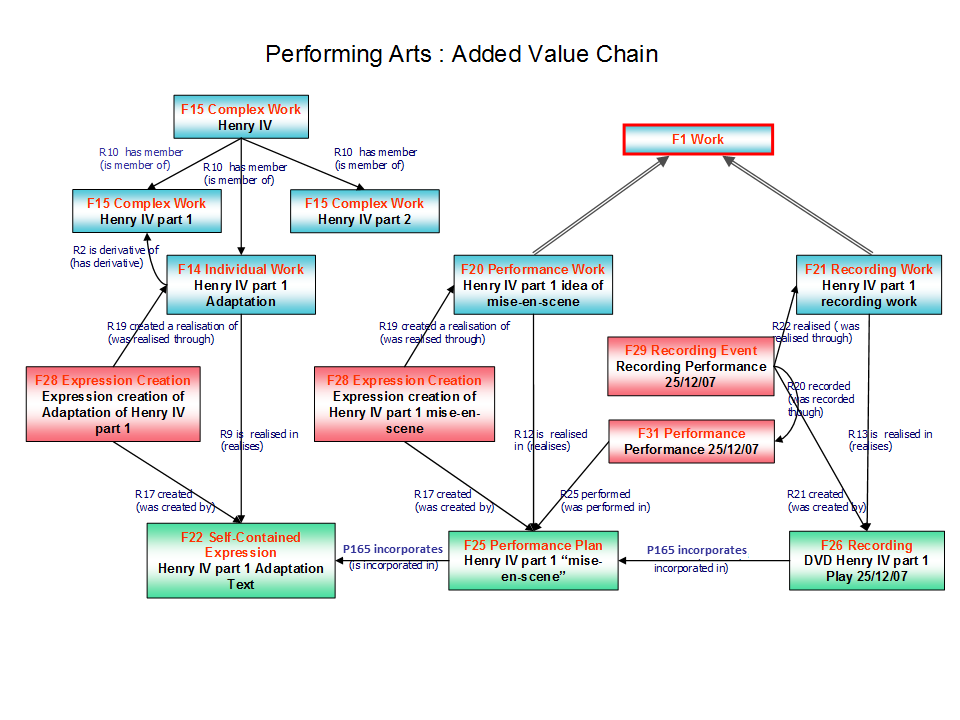 Performing Arts : Added Value Chain
F15 Complex Work
Henry IV
F1 Work
R10 has member
(is member of)
R10 has member
(is member of)
R10 has member
(is member of)
F15 Complex Work
Henry IV part 1
F15 Complex Work
Henry IV part 2
R2 is derivative of
(has derivative)
F14 Individual Work
Henry IV part 1
Adaptation
F20 Performance Work
Henry IV part 1 idea of
mise-en-scene
F21 Recording Work
Henry IV part 1
recording work
R19 created a realisation of
(was realised through)
R19 created a realisation of
(was realised through)
R22 realised ( was
realised through)
F29 Recording Event
Recording Performance
25/12/07
F28 Expression Creation
Expression creation of
Adaptation of Henry IV
part 1
F28 Expression Creation
Expression creation of
Henry IV part 1 mise-en-
scene
R20 recorded
(was recorded
though)
F31 Performance
Performance 25/12/07
R9 is realised in
(realises)
R12 is realised
in (realises)
R13 is realised in
(realises)
R17 created
(was created by)
R17 created
(was created by)
R25 performed
(was performed in)
R21 created
(was created by)
F22 Self-Contained
Expression
Henry IV part 1 Adaptation
Text
P165 incorporates
(is incorporated in)
F25 Performance Plan
Henry IV part 1 “mise-
en-scene”
P165 incorporates
incorporated in)
F26 Recording
DVD Henry IV part 1
Play 25/12/07